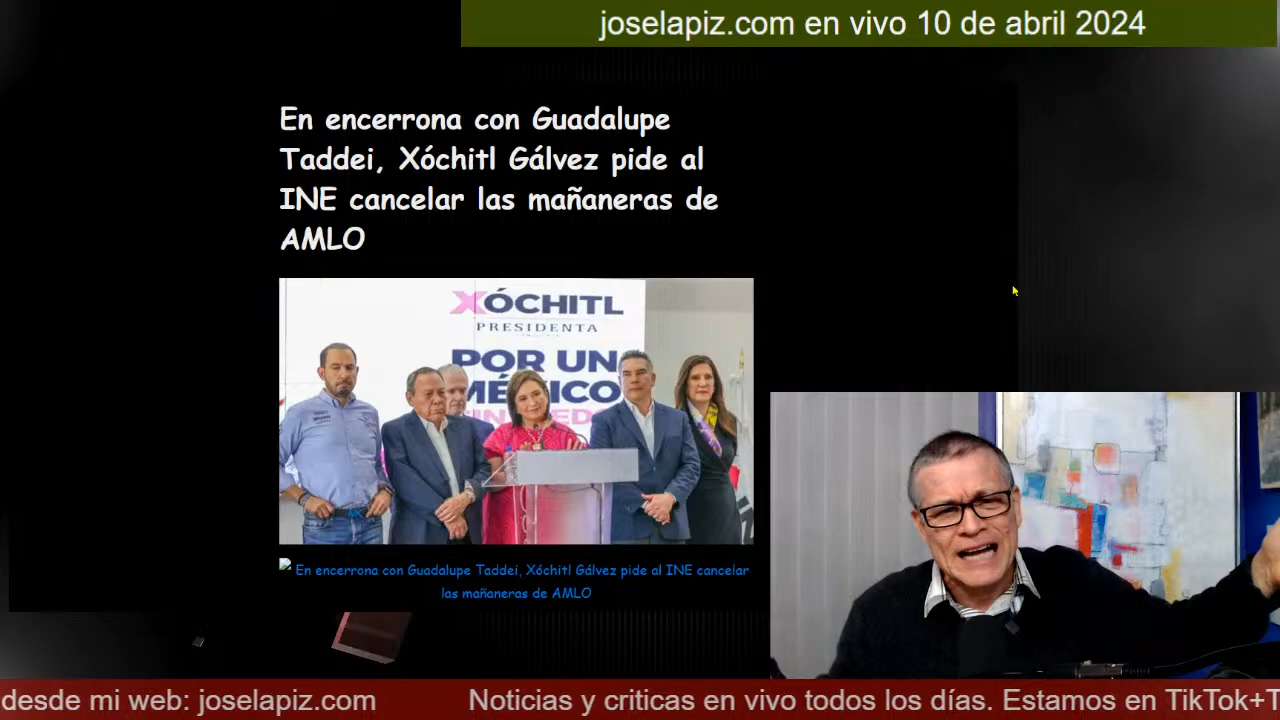 joselapiz.com en vivo 10 de abril 2024
En encerrona con Guadalupe
Taddei, Xóchitl Gálvez pide al
INE cancelar las mañaneras de
AMLO
XÓCHITL
PRESIDENTA
POR UN
MÉXICO
En encerrona con Guadalupe Taddei, Xóchitl Gálvez pide al INE cancelar
las mañaneras de AMLO
desde mi web: joselapiz.com Noticias y criticas en vivo todos los días. Estamos en TikTok+T